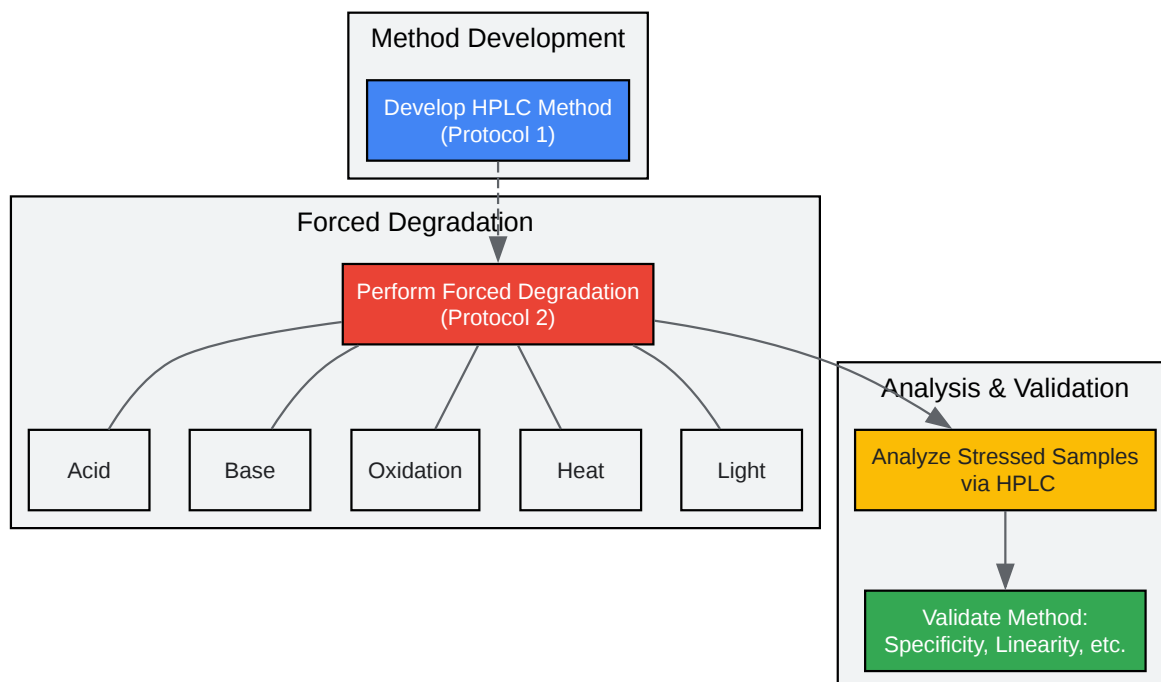 Method Development
Develop HPLC Method
(Protocol 1)
Forced Degradation
Perform Forced Degradation
(Protocol 2)
Acid
Base
Oxidation
Heat
Light
Analysis & Validation
Analyze Stressed Samples
via HPLC
Validate Method:
Specificity, Linearity, etc.